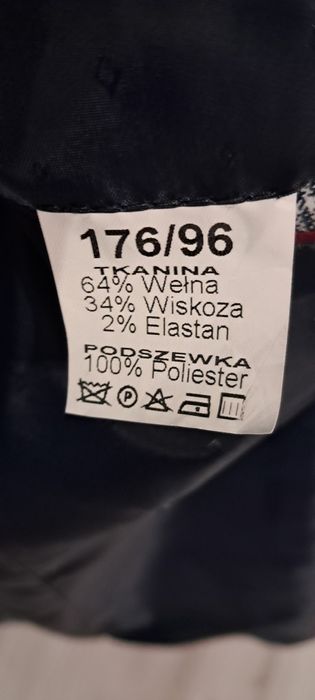 176/96
TKANINA
64% Wełna
34% Wiskoza
2% Elastan
PODSZEWKA
100% Poliester
P